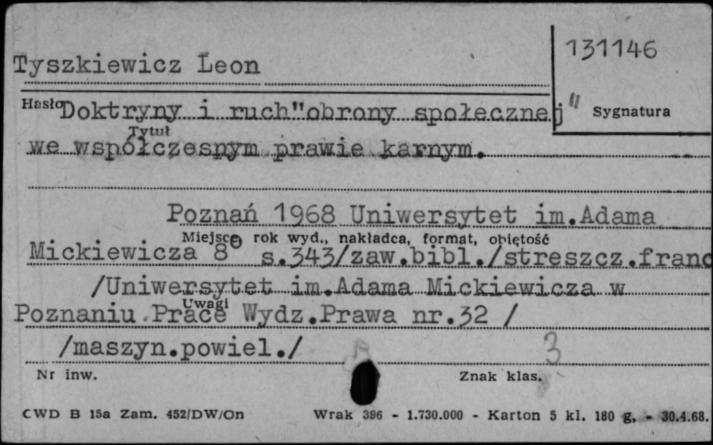 131146
Tyszkiewicz Leon
Hasło Doktryny i ruch"obrony społecznej" Sygnatura
Tytuł
we współczesnym prawie karnym.
Poznań 1968 Uniwersytet im.Adama
Miejsce rok wyd., nakładca, format, objętość
Mickiewicza 8° s.343/zaw.bibl./streszcz.franc
/Uniwersytet im.Adama Mickiewicza w
Uwagi
Poznaniu.Prace Wydz.Prawa nr.32 /
/maszyn.powiel./ 3
Nr inw. Znak klas.
CWD B 15a Zam. 452/DW/On Wrak 396 - 1.730.000 - Karton 5 kl. 180 g. - 30.4.68.